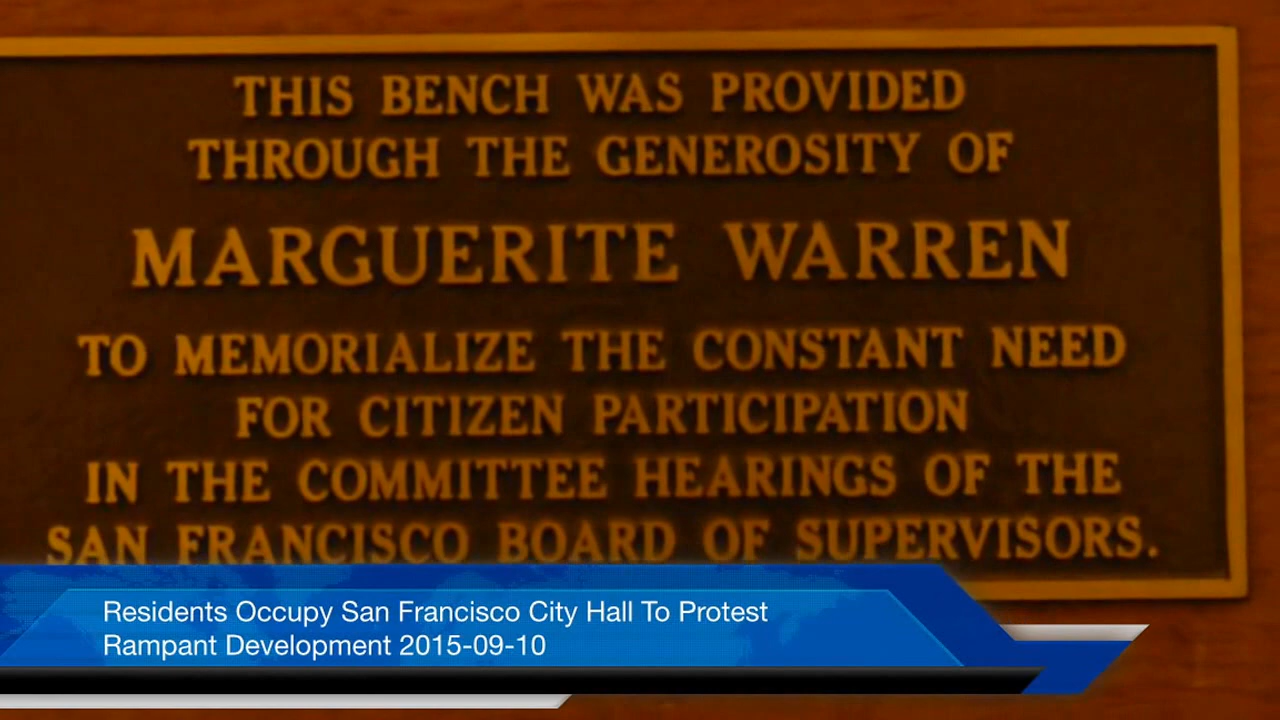 THIS BENCH WAS PROVIDED
THROUGH THE GENEROSITY OF
MARGUERITE WARREN
TO MEMORIALIZE THE CONSTANT NEED
FOR CITIZEN PARTICIPATION
IN THE COMMITTEE HEARINGS OF THE
SAN FRANCISCO BOARD OF SUPERVISORS.
Residents Occupy San Francisco City Hall To Protest
Rampant Development 2015-09-10